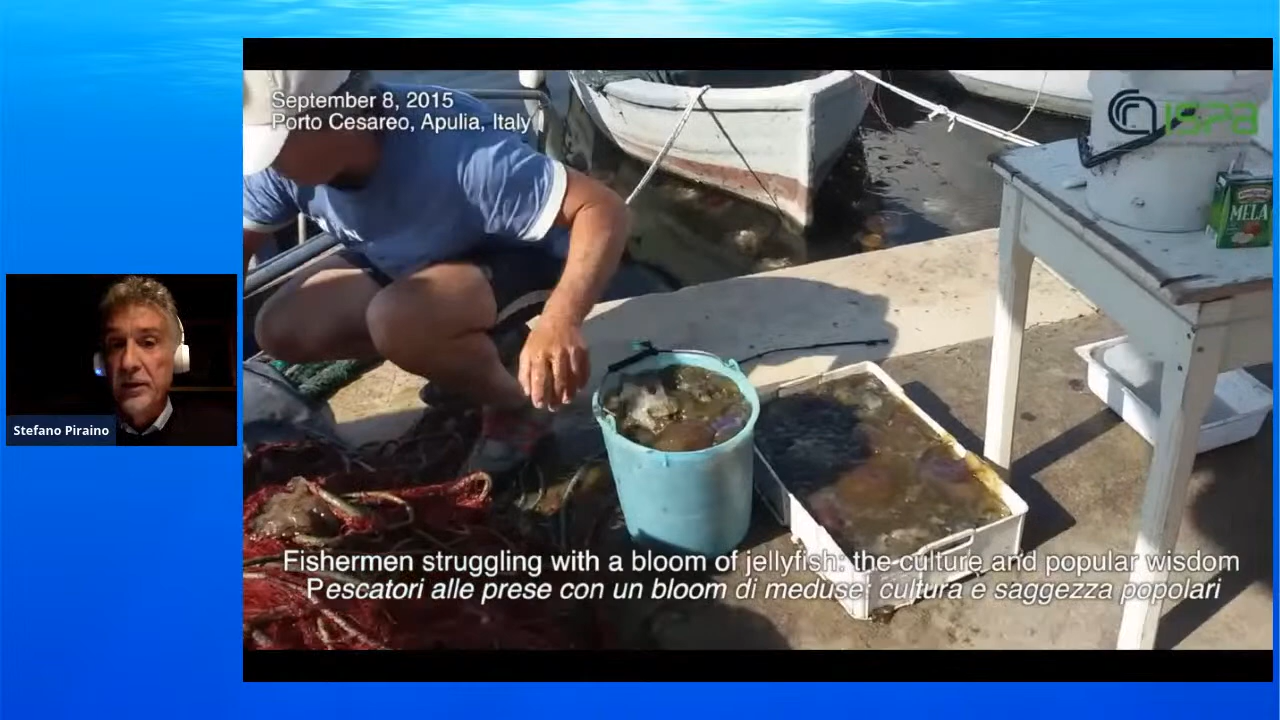 September 8, 2015
Porto Cesareo, Apulia, Italy
ISPA
MELA
Stefano Piraino
Fishermen struggling with a bloom of jellyfish: the culture and popular wisdom
Pescatori alle prese con un bloom di meduse: cultura e saggezza popolari